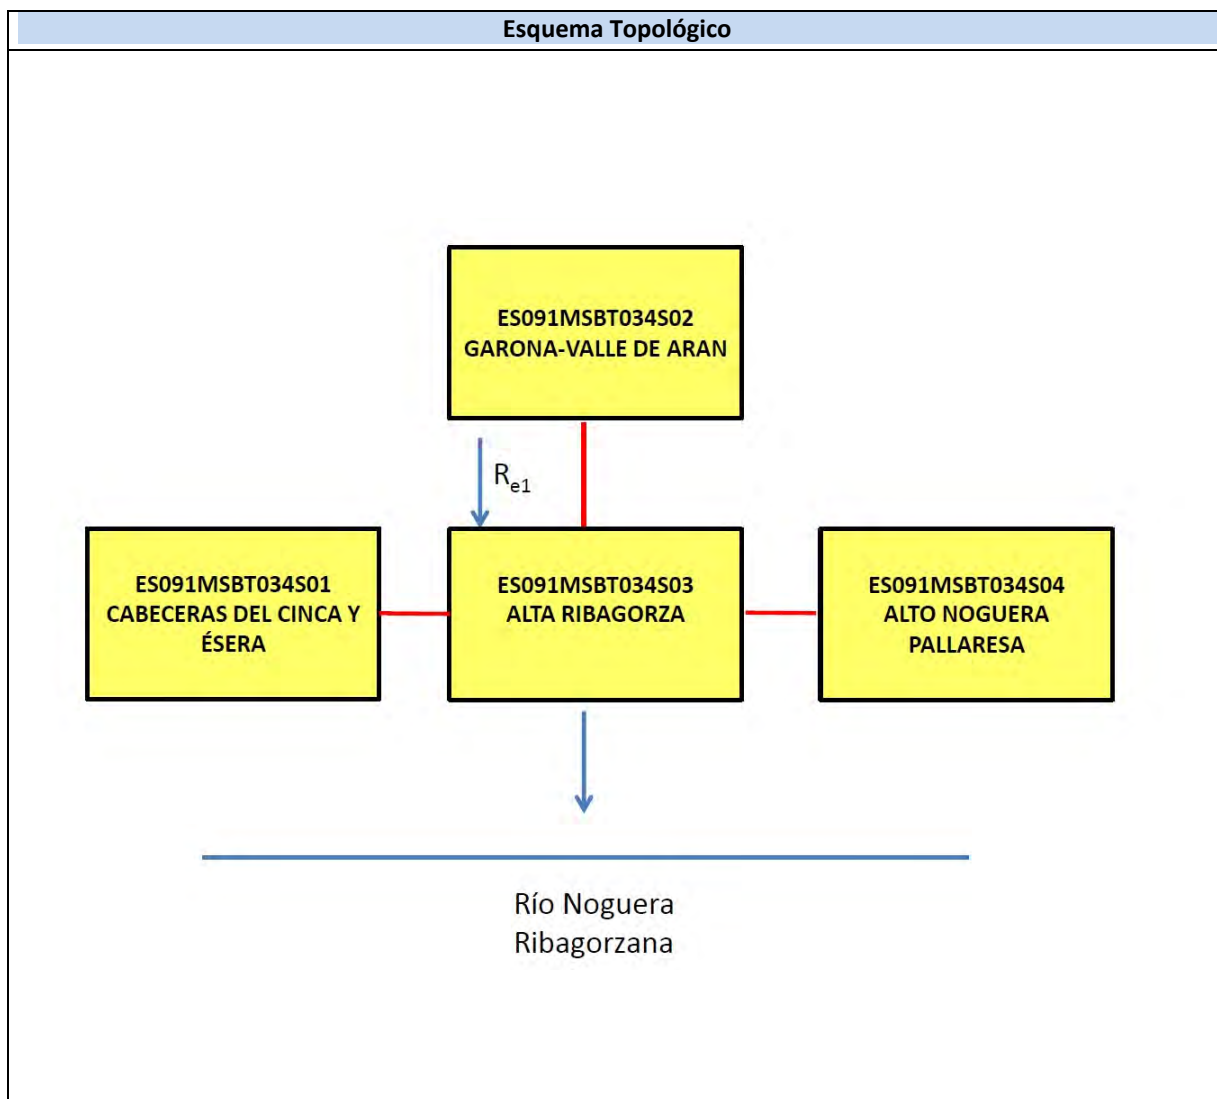 Esquema Topológico
ES091MSBT034S02
GARONA-VALLE DE ARAN
Re1
ES091MSBT034S01
CABECERAS DEL CINCA Y
ÉSERA
ES091MSBT034S03
ALTA RIBAGORZA
ES091MSBT034S04
ALTO NOGUERA
PALLARESA
Río Noguera
Ribagorzana